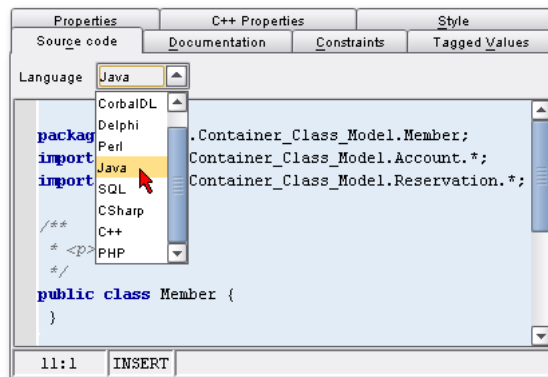 Properties C++ Properties Style
Source code Documentation Constraints Tagged Values
Language Java
CorbaIDL
Delphi
Perl
Java
SQL
CSharp
C++
PHP
packag .Container_Class_Model.Member;
import Container_Class_Model.Account.*;
import Container_Class_Model.Reservation.*;
/**
* <p>
*/
public class Member {
}
11:1 INSERT